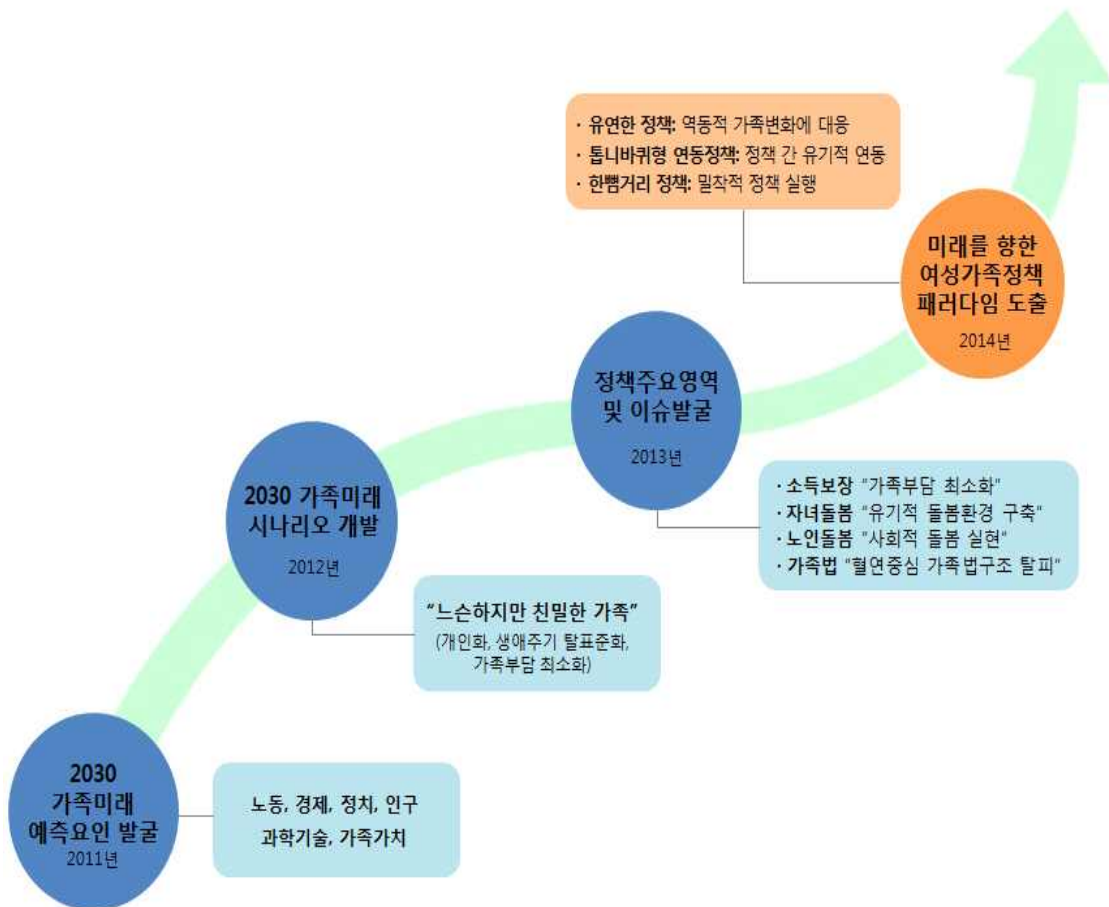 · 유연한 정책: 역동적 가족변화에 대응
· 톱니바퀴형 연동정책: 정책 간 유기적 연동
· 한뼘거리 정책: 밀착적 정책 실행
미래를 향한
여성가족정책
패러다임 도출
2014년
정책주요영역
및 이슈발굴
2013년
· 소득보장 "가족부담 최소화"
· 자녀돌봄 "유기적 돌봄환경 구축"
· 노인돌봄 "사회적 돌봄 실현"
· 가족법 "혈연중심 가족법구조 탈피"
2030 가족미래
시나리오 개발
2012년
“느슨하지만 친밀한 가족”
(개인화, 생애주기 탈표준화,
가족부담 최소화)
2030
가족미래
예측요인 발굴
2011년
노동, 경제, 정치, 인구
과학기술, 가족가치